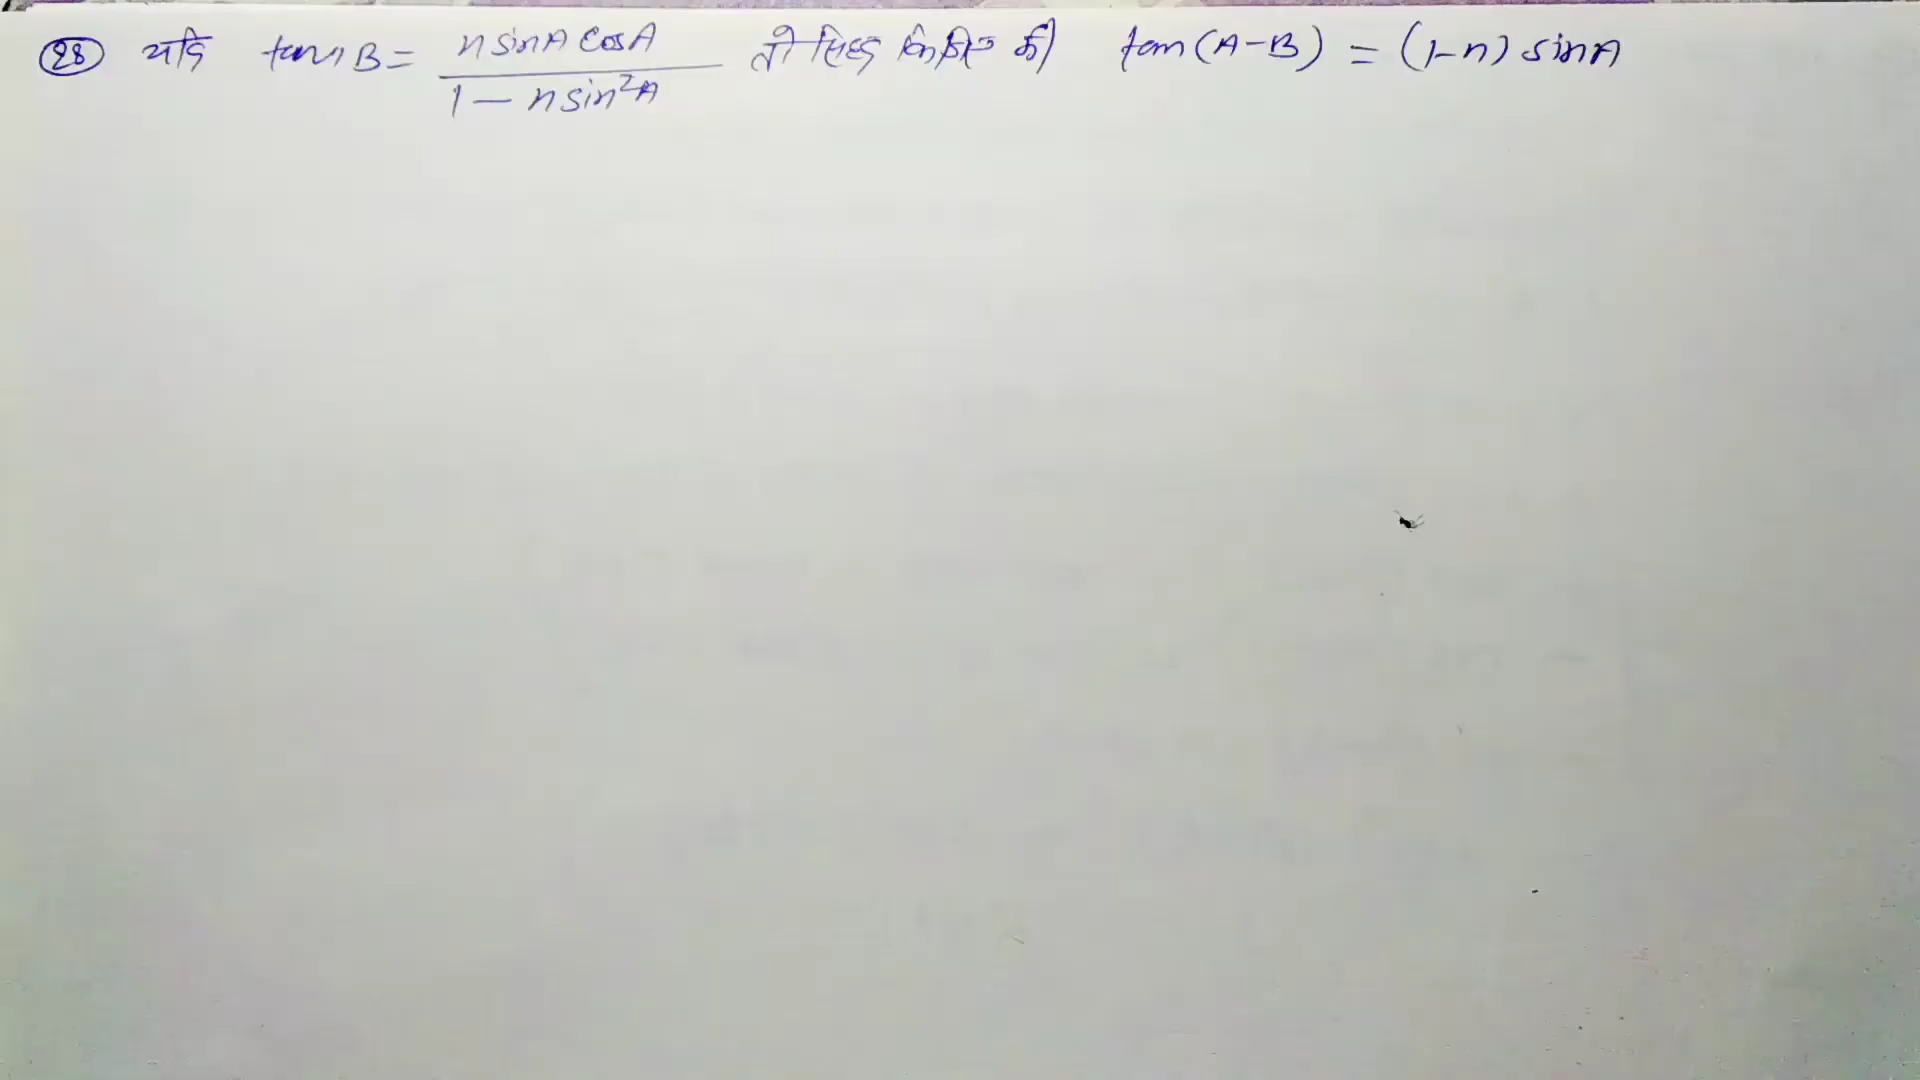 28 यदि tan B = n sinA cosA / 1 - n sin²A तो सिद्ध कीजिए की tan (A-B) = (1-n) sinA